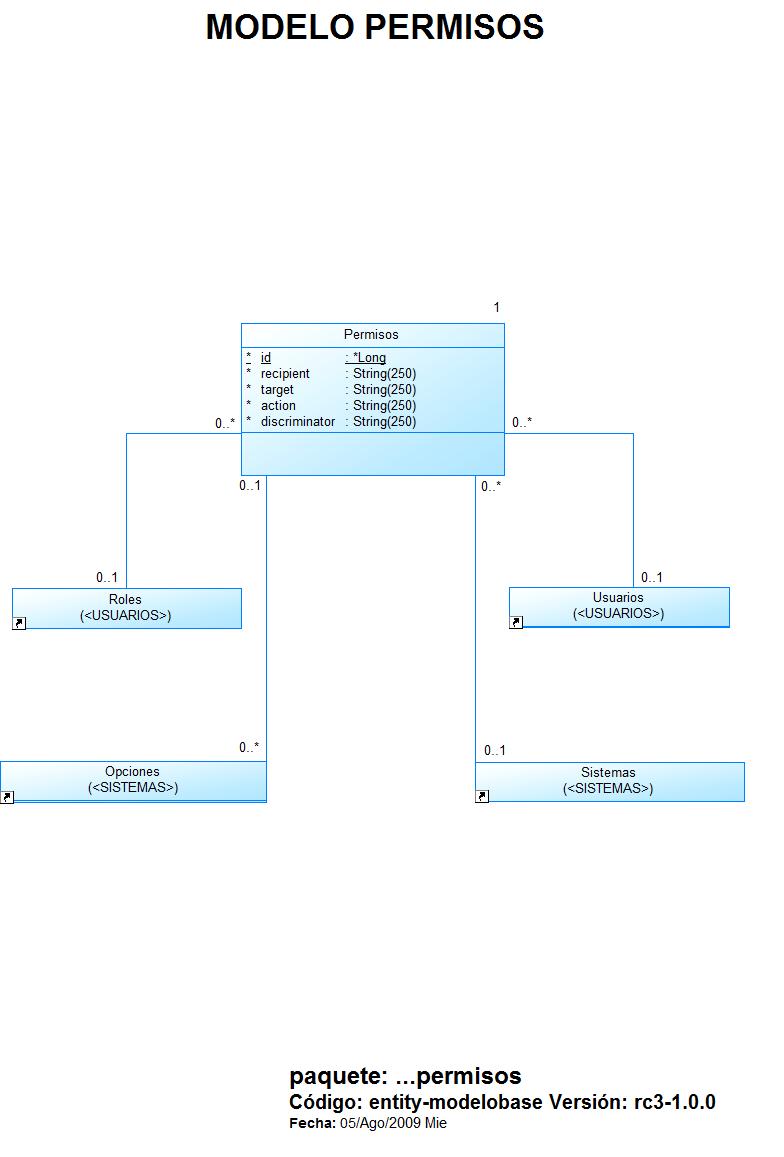 MODELO PERMISOS
1
Permisos
* id : *Long
* recipient : String(250)
* target : String(250)
* action : String(250)
* discriminator : String(250)
0..* 0..*
0..1 0..*
0..1 0..1
Roles
(<USUARIOS>)
Usuarios
(<USUARIOS>)
0..* 0..1
Opciones
(<SISTEMAS>)
Sistemas
(<SISTEMAS>)
paquete: ...permisos
Código: entity-modelobase Versión: rc3-1.0.0
Fecha: 05/Ago/2009 Mie